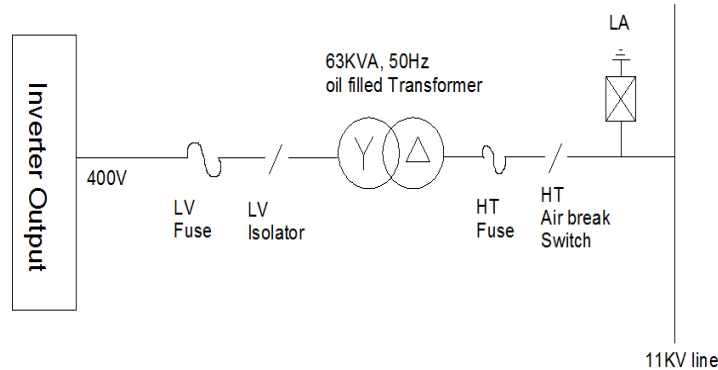 Inverter Output
400V
LV
Fuse
LV
Isolator
63KVA, 50Hz
oil filled Transformer
Y
Δ
HT
Fuse
HT
Air break
Switch
LA
11KV line